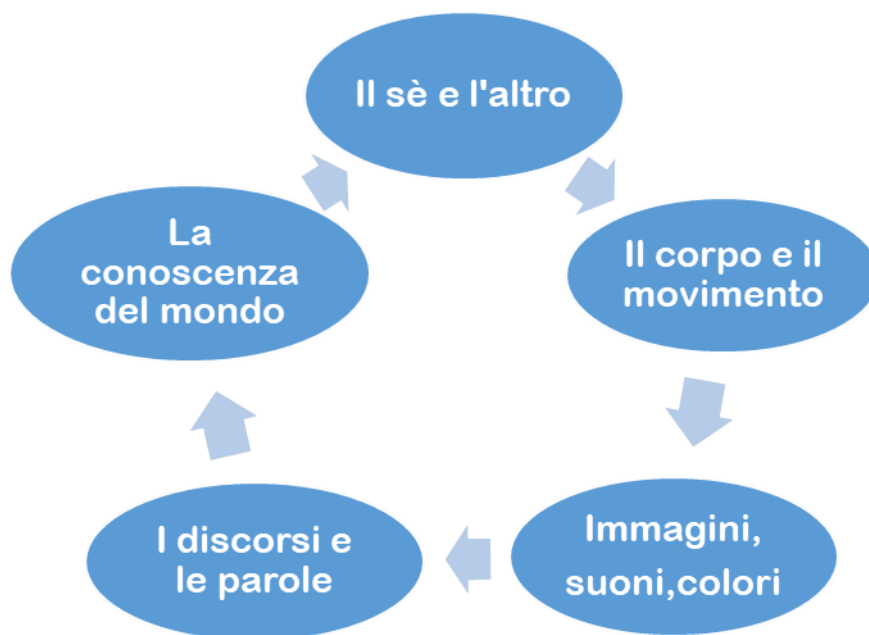 Il sè e l'altro
Il corpo e il
movimento
Immagini,
suoni,colori
I discorsi e
le parole
La
conoscenza
del mondo